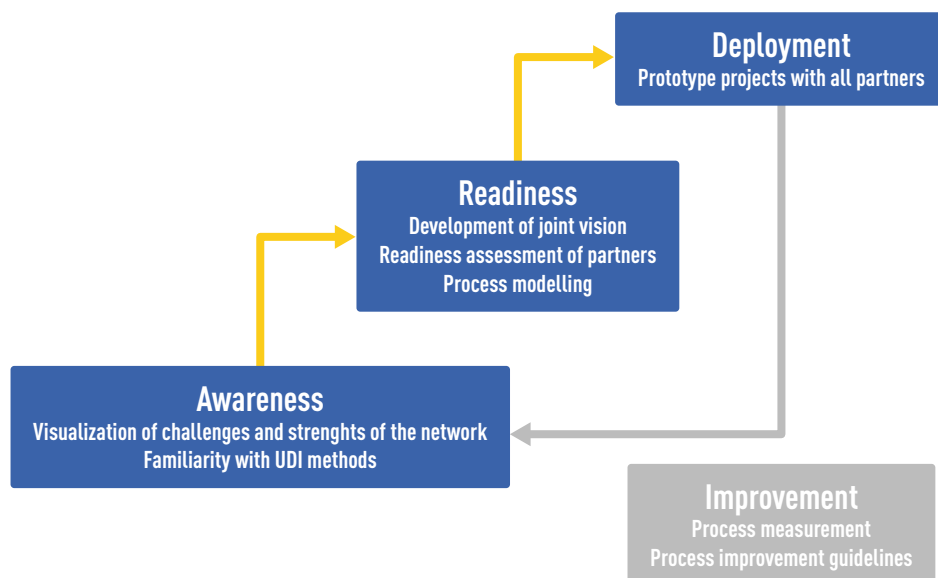 Deployment
Prototype projects with all partners
Readiness
Development of joint vision
Readiness assessment of partners
Process modelling
Awareness
Visualization of challenges and strenghts of the network
Familiarity with UDI methods
Improvement
Process measurement
Process improvement guidelines